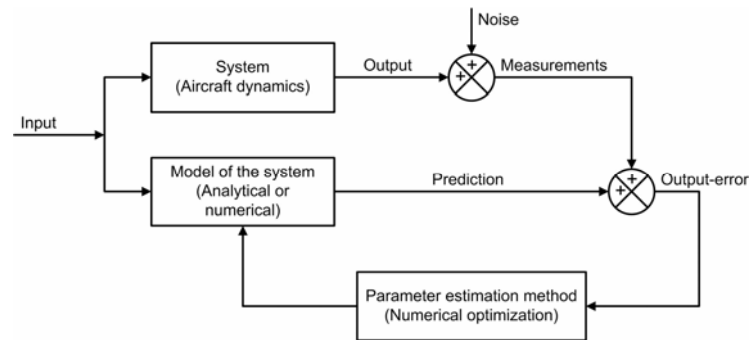 Noise
System
(Aircraft dynamics)
Output
+
+
Measurements
Input
Model of the system
(Analytical or
numerical)
Prediction
+
+
Output-error
Parameter estimation method
(Numerical optimization)